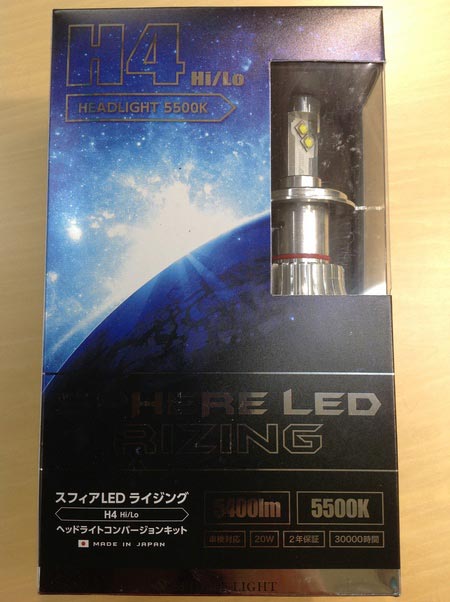 H4 Hi/Lo
HEADLIGHT 5500K
SPHERE LED
RIZING
スフィアLED ライジング
H4 Hi/Lo
ヘッドライトコンバージョンキット
MADE IN JAPAN
5400lm 5500K
車検対応 20W 2年保証 30000時間
LIGHT